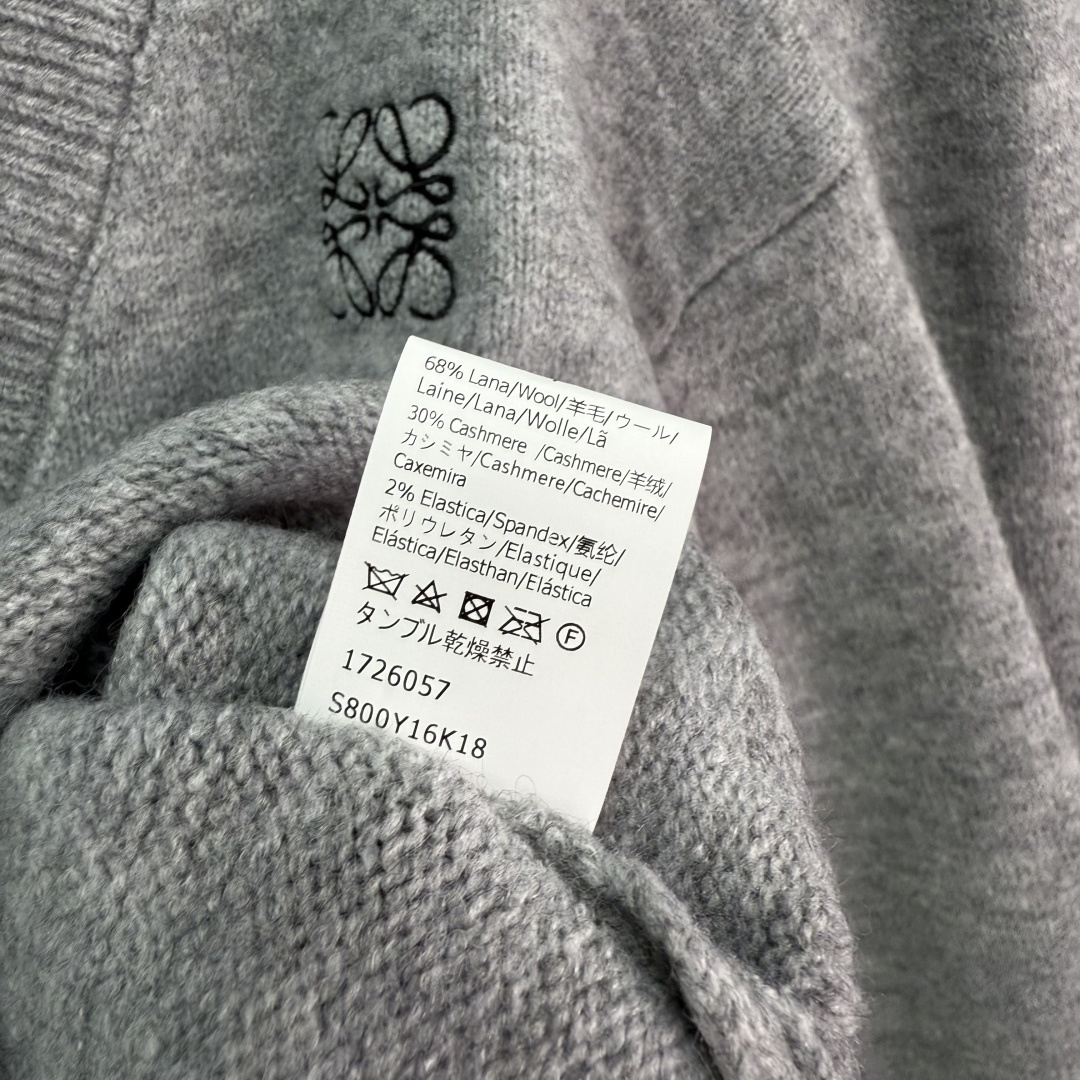 68% Lana/Wool/羊毛/ウール/
Laine/Lana/Wolle/Lã
30% Cashmere /Cashmere/羊绒/
カシミヤ/Cashmere/Cachemire/
Caxemira
2% Elastica/Spandex/氨纶/
ポリウレタン/Elastique/
Elástica/Elasthan/Elástica
F
タンブル乾燥禁止
1726057
S800Y16K18